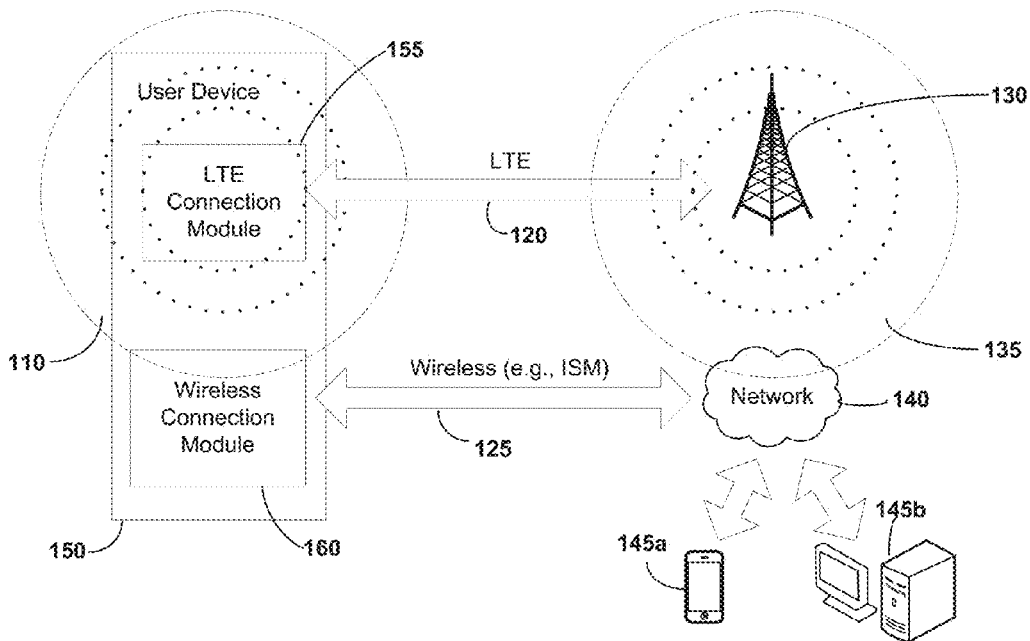 155
User Device
130
LTE
Connection
Module
LTE
120
110
135
Wireless (e.g., ISM)
Wireless
Connection
Module
Network
140
125
150
160
145a
145b